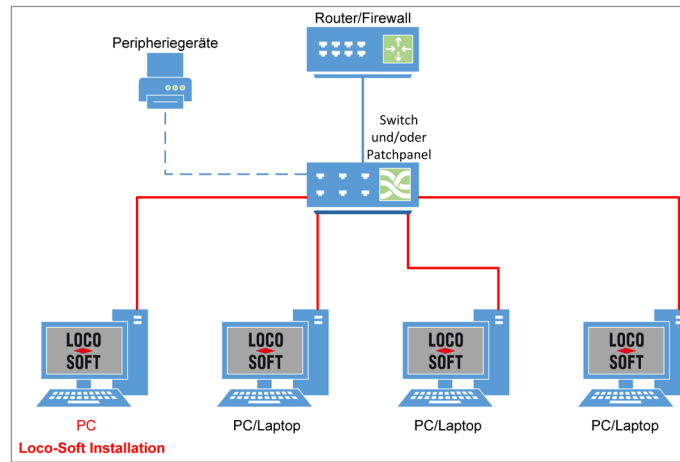 Router/Firewall
Peripheriegeräte
Switch
und/oder
Patchpanel
LOCO
SOFT
LOCO
SOFT
LOCO
SOFT
LOCO
SOFT
PC
PC/Laptop
PC/Laptop
PC/Laptop
Loco-Soft Installation